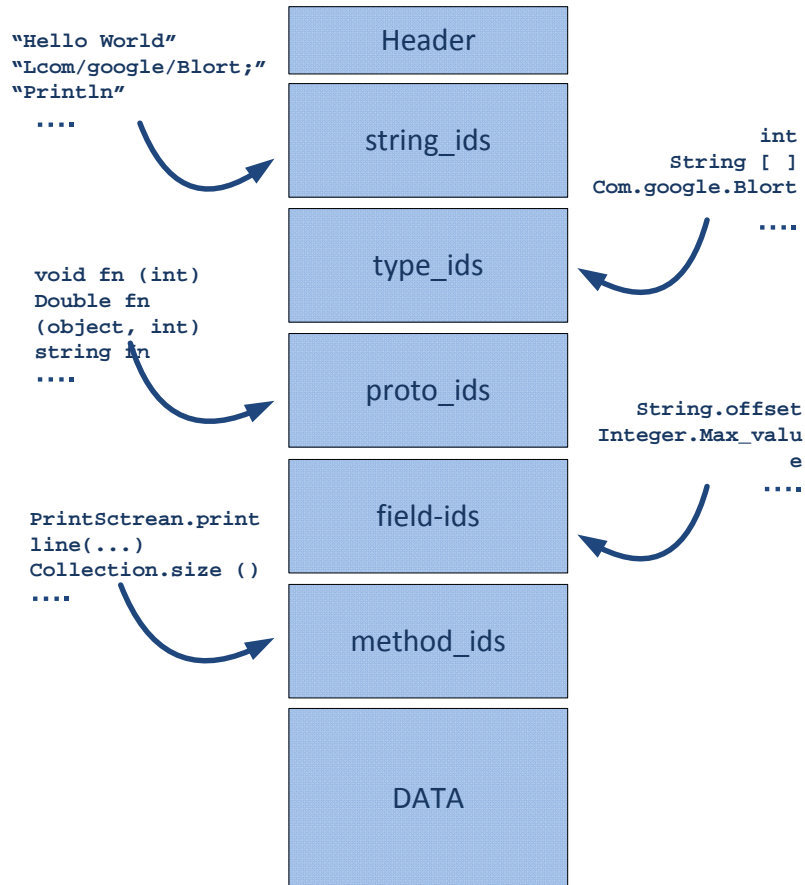 Header
“Hello World”
“Lcom/google/Blort;”
“Println”
....
string_ids
int
String [ ]
Com.google.Blort
....
type_ids
void fn (int)
Double fn
(object, int)
string fn
....
proto_ids
String.offset
Integer.Max_valu
e
....
field-ids
PrintSctrean.print
line(...)
Collection.size ()
....
method_ids
DATA